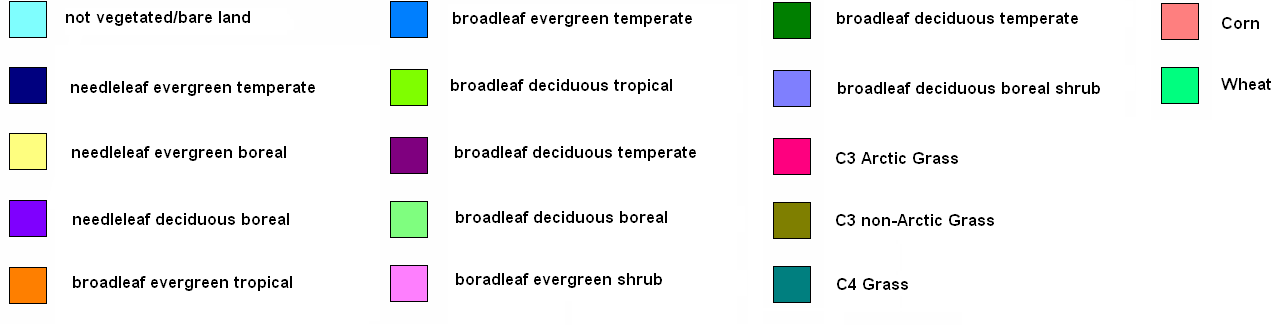 not vegetated/bare land
needleleaf evergreen temperate
needleleaf evergreen boreal
needleleaf deciduous boreal
broadleaf evergreen tropical
broadleaf evergreen temperate
broadleaf deciduous tropical
broadleaf deciduous temperate
broadleaf deciduous boreal
boradleaf evergreen shrub
broadleaf deciduous temperate
broadleaf deciduous boreal shrub
C3 Arctic Grass
C3 non-Arctic Grass
C4 Grass
Corn
Wheat